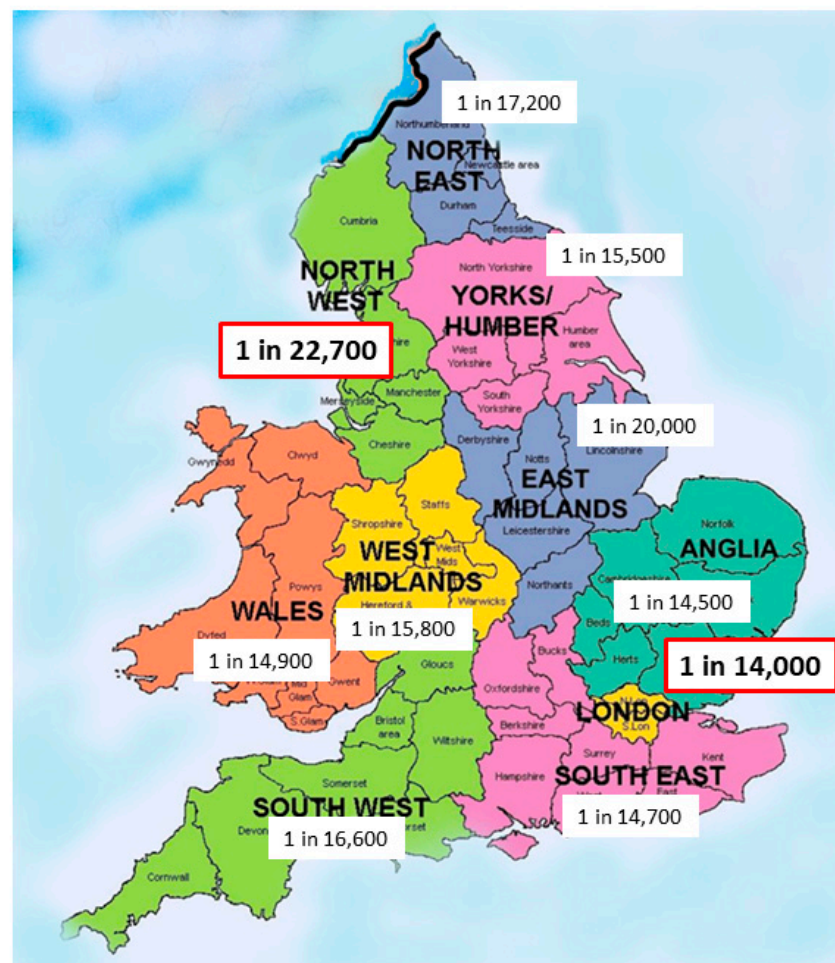 1 in 17,200
Northumberland
NORTH
EAST
Newcastle area
Durham
Teesside
Cumbria
NORTH
WEST
1 in 15,500
North Yorkshire
YORKS/
HUMBER
Humber
area
West
Yorkshire
South
Yorkshire
1 in 22,700
Manchester
Merseyside
Cheshire
1 in 20,000
Lincolnshire
Derbyshire
Notts
EAST
MIDLANDS
Leicestershire
Northants
Gwynedd
Clwyd
Powys
WALES
Dyfed
1 in 14,900
Mid
Glam
Gwent
S.Glam
Staffs
Shropshire
WEST
MIDLANDS
West
Mids
Hereford &
Warwicks
1 in 15,800
Norfolk
ANGLIA
Cambridgeshire
1 in 14,500
Beds
Herts
1 in 14,000
LONDON
S.Lon
Gloucs
Bristol
area
Wiltshire
Somerset
SOUTH WEST
Devon
1 in 16,600
Cornwall
Bucks
Oxfordshire
Berkshire
Hampshire
Surrey
Kent
SOUTH EAST
East
1 in 14,700